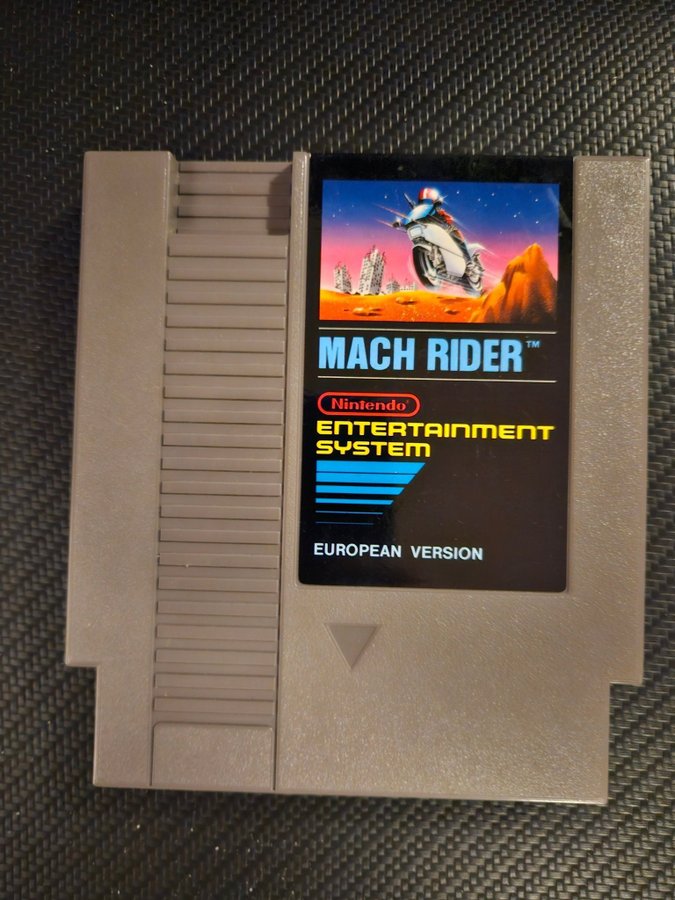 MACH RIDER™
Nintendo®
ENTERTAINMENT
SYSTEM
EUROPEAN VERSION